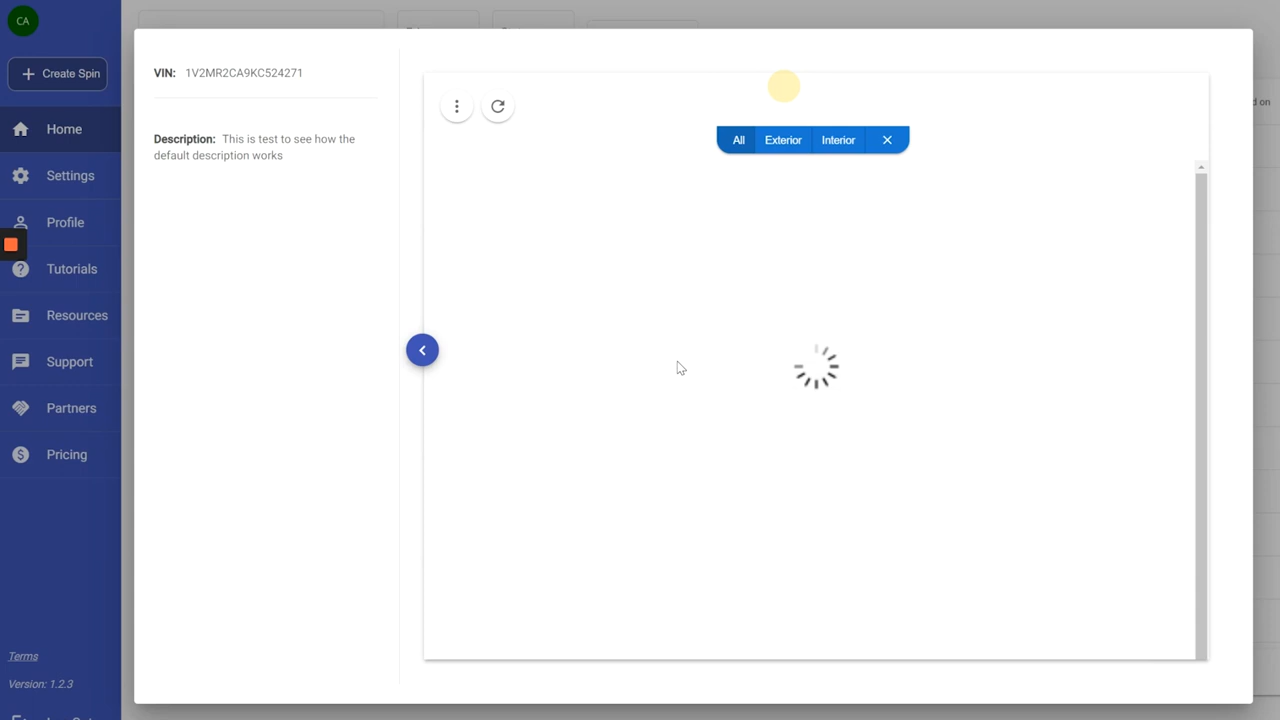 CA
Create Spin
Home
Settings
Profile
Tutorials
Resources
Support
Partners
Pricing
Terms
Version: 1.2.3
VIN: 1V2MR2CA9KC524271
Description: This is test to see how the
default description works
All Exterior Interior
d on